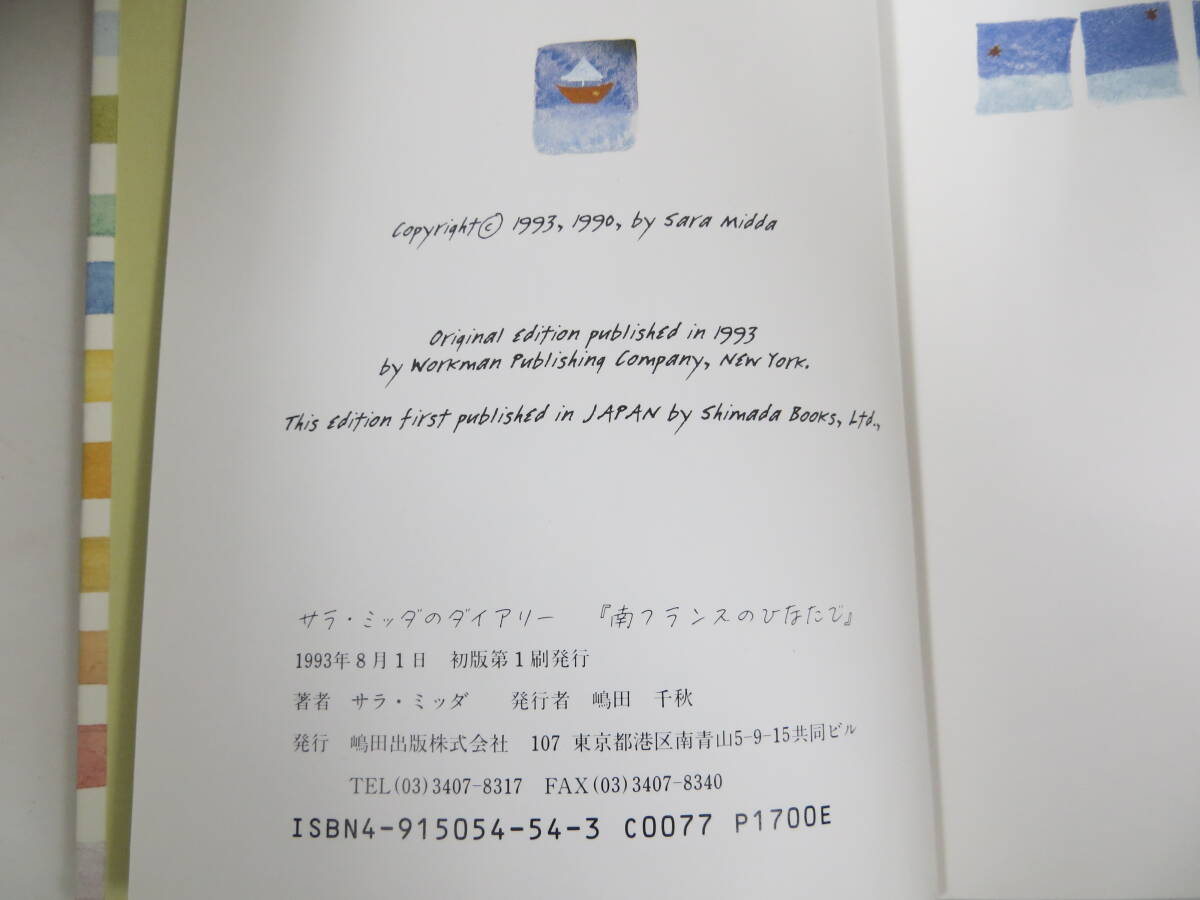 Copyright © 1993, 1990, by Sara Midda
Original Edition published in 1993
by Workman Publishing Company, New York.
This Edition first published in JAPAN by Shimada Books, Ltd.,
サラ・ミッダのダイアリー 『南フランスのひなたで』
1993年8月1日 初版第1刷発行
著者 サラ・ミッダ 発行者 嶋田 千秋
発行 嶋田出版株式会社 107 東京都港区南青山5-9-15共同ビル
TEL(03)3407-8317 FAX(03)3407-8340
ISBN4-915054-54-3 C0077 P1700E